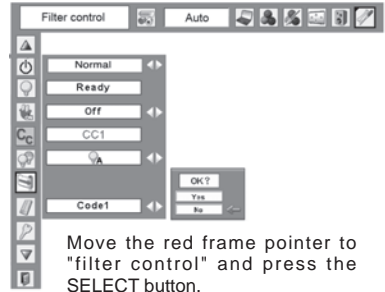 Filter control
Auto
Normal
Ready
Off
Cc
CC1
A
OK?
Yes
No
Code1
Move the red frame pointer to
"filter control" and press the
SELECT button.